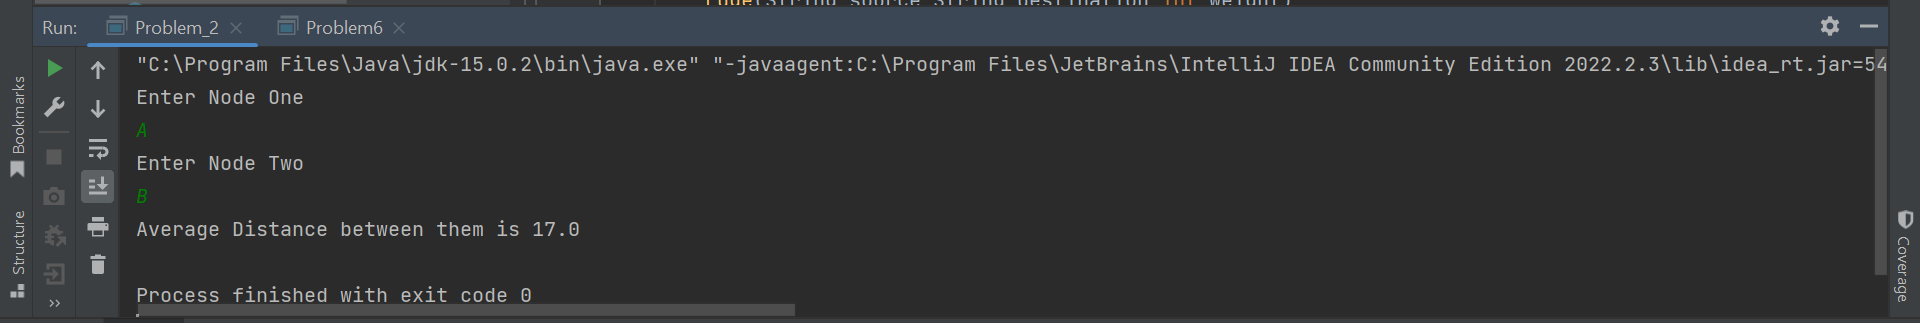 Run: Problem_2 Problem6
"C:\Program Files\Java\jdk-15.0.2\bin\java.exe" "-javaagent:C:\Program Files\JetBrains\IntelliJ IDEA Community Edition 2022.2.3\lib\idea_rt.jar=54
Enter Node One
A
Enter Node Two
B
Average Distance between them is 17.0
Process finished with exit code 0
Bookmarks
Structure
Coverage